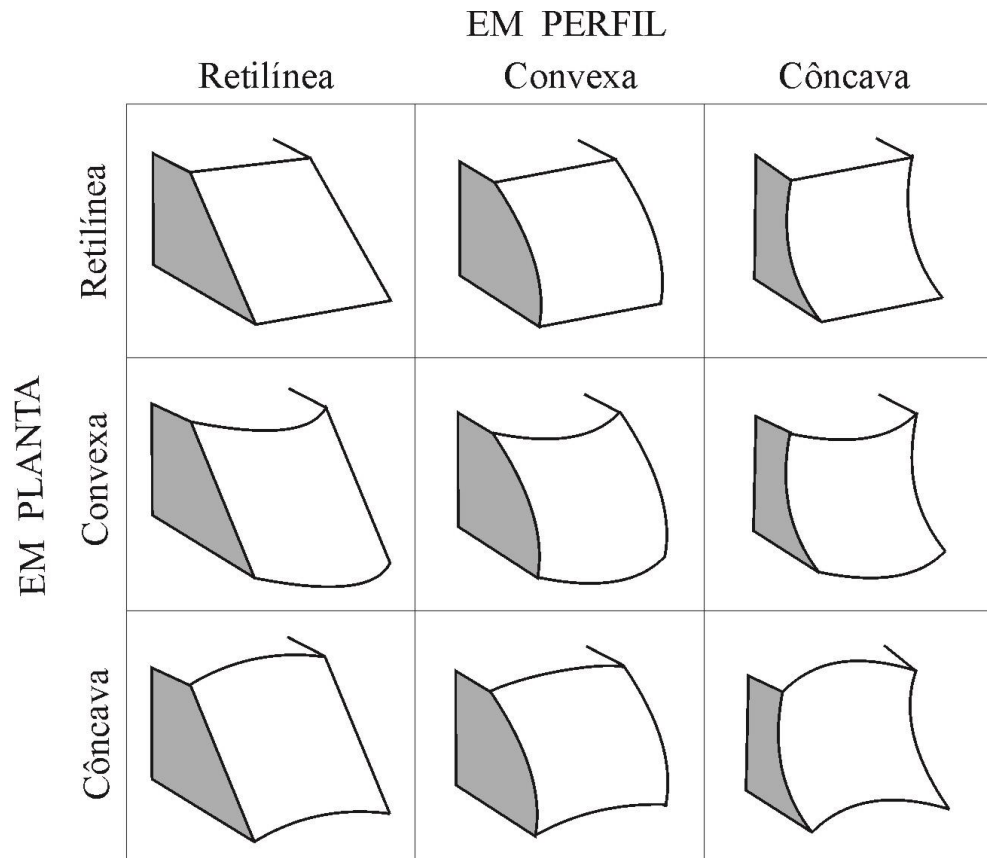 EM PERFIL
Retilínea Convexa Côncava
EM PLANTA
Retilínea
Convexa
Côncava